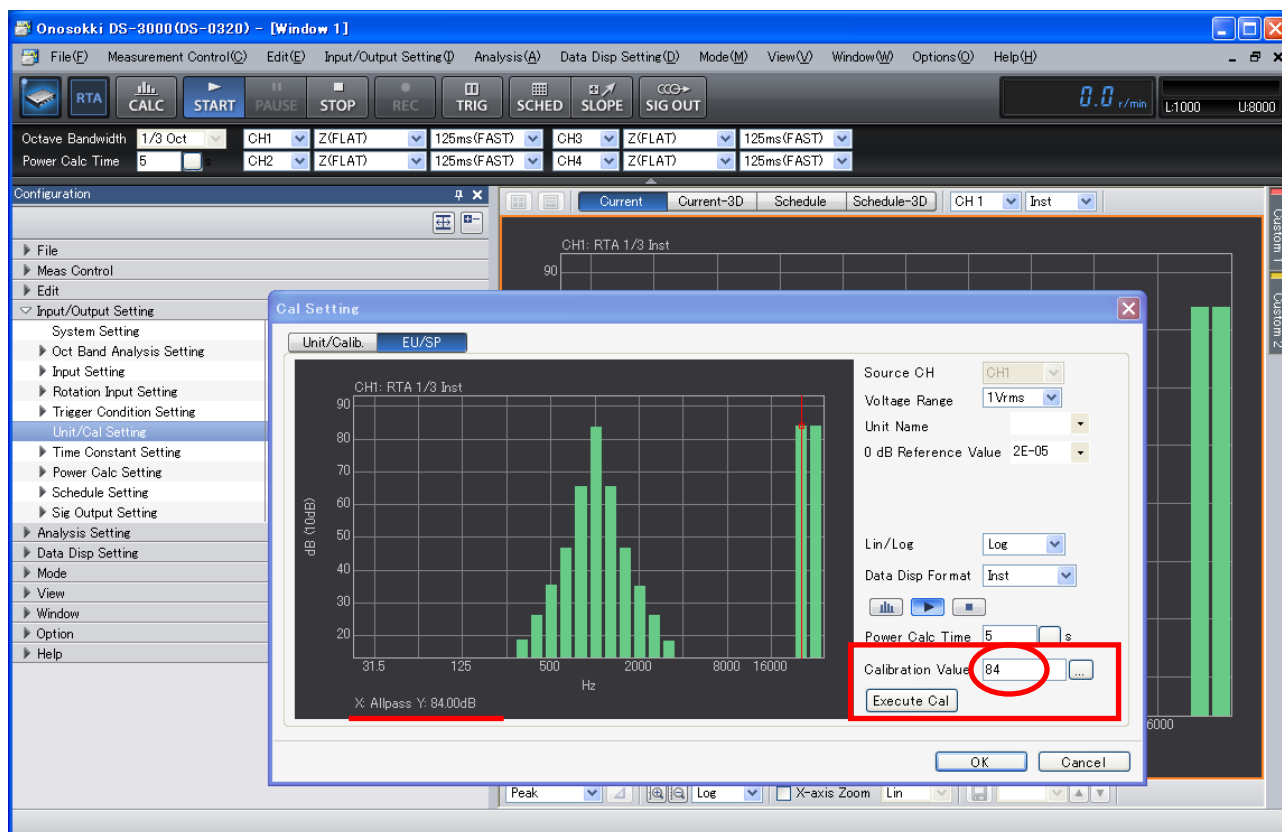 Onosokki DS-3000(DS-0320) - [Window 1]
File(F) Measurement Control(C) Edit(E) Input/Output Setting(I) Analysis(A) Data Disp Setting(D) Mode(M) View(V) Window(W) Options(O) Help(H)
RTA CALC START PAUSE STOP REC TRIG SCHED SLOPE SIG OUT 0.0 r/min L:1000 U:8000
Octave Bandwidth 1/3 Oct CH1 Z(FLAT) 125ms(FAST) CH3 Z(FLAT) 125ms(FAST)
Power Calc Time 5 s CH2 Z(FLAT) 125ms(FAST) CH4 Z(FLAT) 125ms(FAST)
Configuration
Current Current-3D Schedule Schedule-3D CH 1 Inst
Custom 1
Custom 2
CH1: RTA 1/3 Inst
90
File
Meas Control
Edit
Input/Output Setting
System Setting
Oct Band Analysis Setting
Input Setting
Rotation Input Setting
Trigger Condition Setting
Unit/Cal Setting
Time Constant Setting
Power Calc Setting
Schedule Setting
Sig Output Setting
Analysis Setting
Data Disp Setting
Mode
View
Window
Option
Help
Cal Setting
Unit/Calib. EU/SP
CH1: RTA 1/3 Inst
90
80
70
60
50
40
30
20
dB (10dB)
31.5 125 500 2000 8000 16000
Hz
X: Allpass Y: 84.00dB
Source CH CH1
Voltage Range 1Vrms
Unit Name
0 dB Reference Value 2E-05
Lin/Log Log
Data Disp Format Inst
Power Calc Time 5 s
Calibration Value 84 ...
Execute Cal
OK Cancel
6000
Peak Log X-axis Zoom Lin